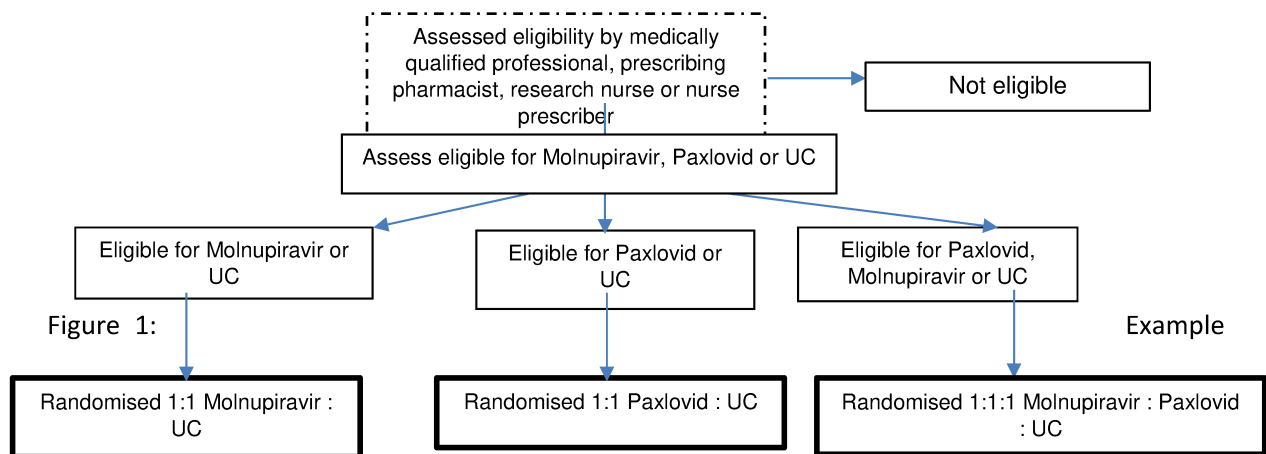 Assessed eligibility by medically
qualified professional, prescribing
pharmacist, research nurse or nurse
prescriber
Not eligible
Assess eligible for Molnupiravir, Paxlovid or UC
Eligible for Molnupiravir or
UC
Eligible for Paxlovid or
UC
Eligible for Paxlovid,
Molnupiravir or UC
Figure 1:
Example
Randomised 1:1 Molnupiravir :
UC
Randomised 1:1 Paxlovid : UC
Randomised 1:1:1 Molnupiravir : Paxlovid
: UC